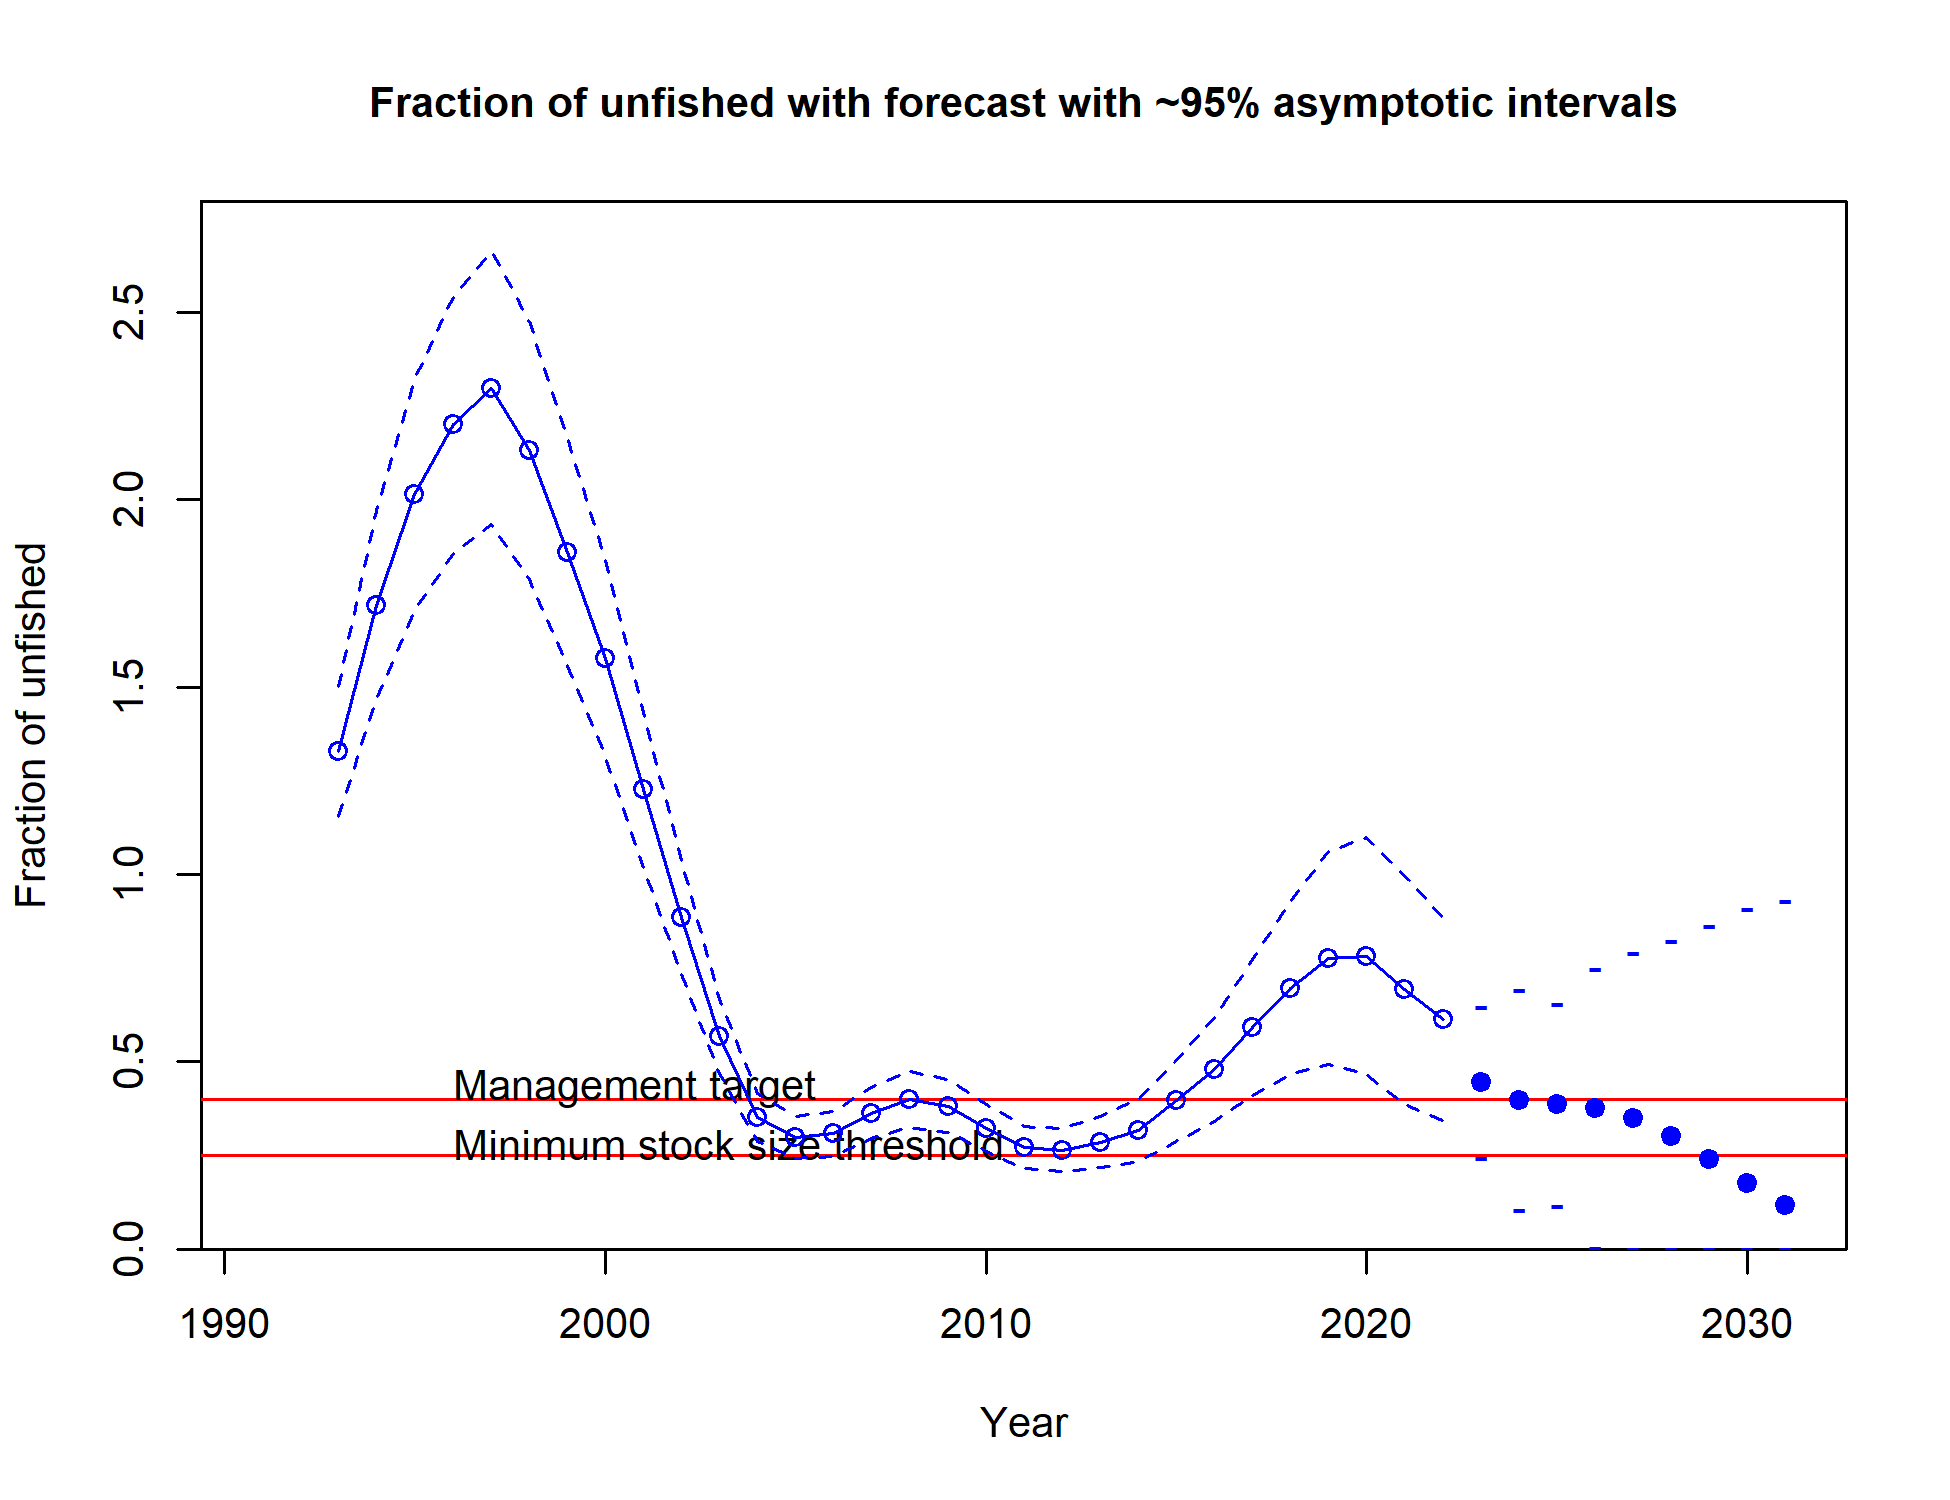 Fraction of unfished with forecast with ~95% asymptotic intervals
Fraction of unfished
2.5
2.0
1.5
1.0
0.5
0.0
Management target
Minimum stock size threshold
1990 2000 2010 2020 2030
Year